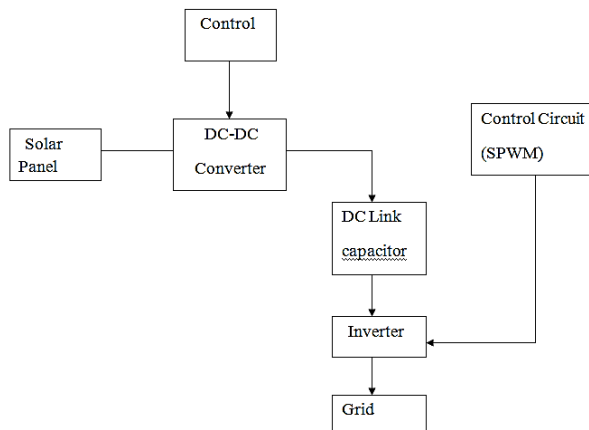 Control
Solar
Panel
DC-DC
Converter
Control Circuit
(SPWM)
DC Link
capacitor
Inverter
Grid